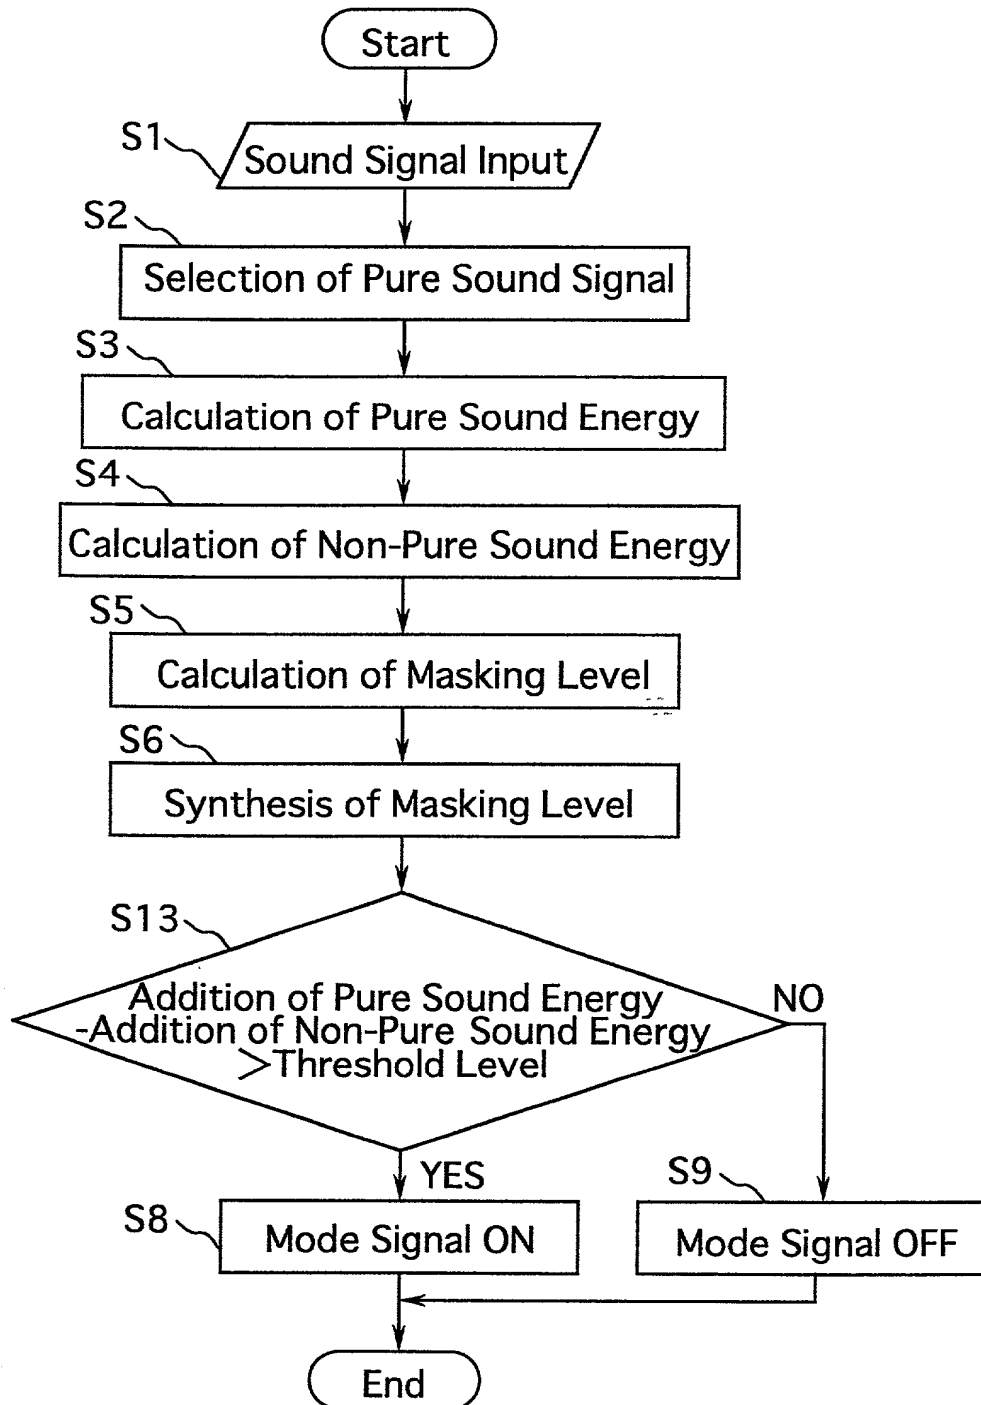 Start
S1
Sound Signal Input
S2
Selection of Pure Sound Signal
S3
Calculation of Pure Sound Energy
S4
Calculation of Non-Pure Sound Energy
S5
Calculation of Masking Level
S6
Synthesis of Masking Level
S13
Addition of Pure Sound Energy
-Addition of Non-Pure Sound Energy
>Threshold Level
NO
YES
S8
Mode Signal ON
S9
Mode Signal OFF
End